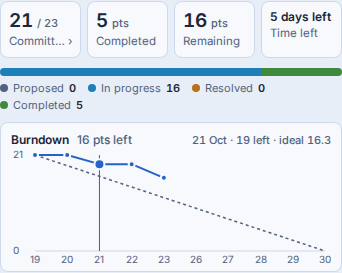 21 / 23
Committ... ›
5 pts
Completed
16 pts
Remaining
5 days left
Time left
Proposed 0 In progress 16 Resolved 0
Completed 5
Burndown 16 pts left 21 Oct · 19 left · ideal 16.3
21
0
19 20 21 22 23 26 27 28 29 30